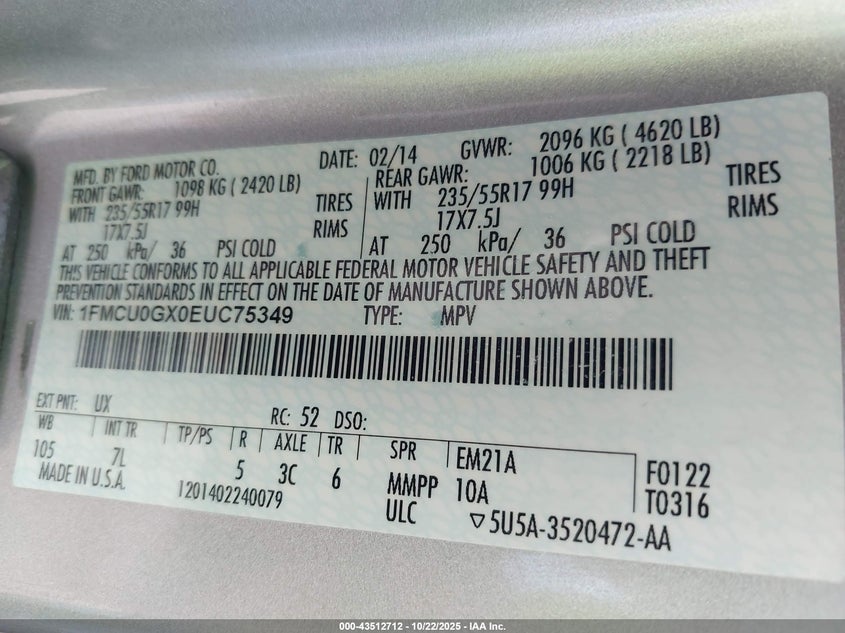 MFD. BY FORD MOTOR CO.
DATE: 02/14 GVWR: 2096 KG ( 4620 LB)
FRONT GAWR: 1098 KG ( 2420 LB) REAR GAWR: 1006 KG ( 2218 LB)
WITH 235/55R17 99H TIRES WITH 235/55R17 99H TIRES
17X7.5J RIMS 17X7.5J RIMS
AT 250 kPa/ 36 PSI COLD AT 250 kPa/ 36 PSI COLD
THIS VEHICLE CONFORMS TO ALL APPLICABLE FEDERAL MOTOR VEHICLE SAFETY AND THEFT
PREVENTION STANDARDS IN EFFECT ON THE DATE OF MANUFACTURE SHOWN ABOVE.
VIN: 1FMCU0GX0EUC75349 TYPE: MPV
EXT PNT: UX RC: 52 DSO:
WB INT TR TP/PS R AXLE TR SPR EM21A F0122
105 7L 5 3C 6 MMPP 10A T0316
MADE IN U.S.A. 1201402240079 ULC ▽5U5A-3520472-AA
000-43512712 - 10/22/2025 - IAA Inc.